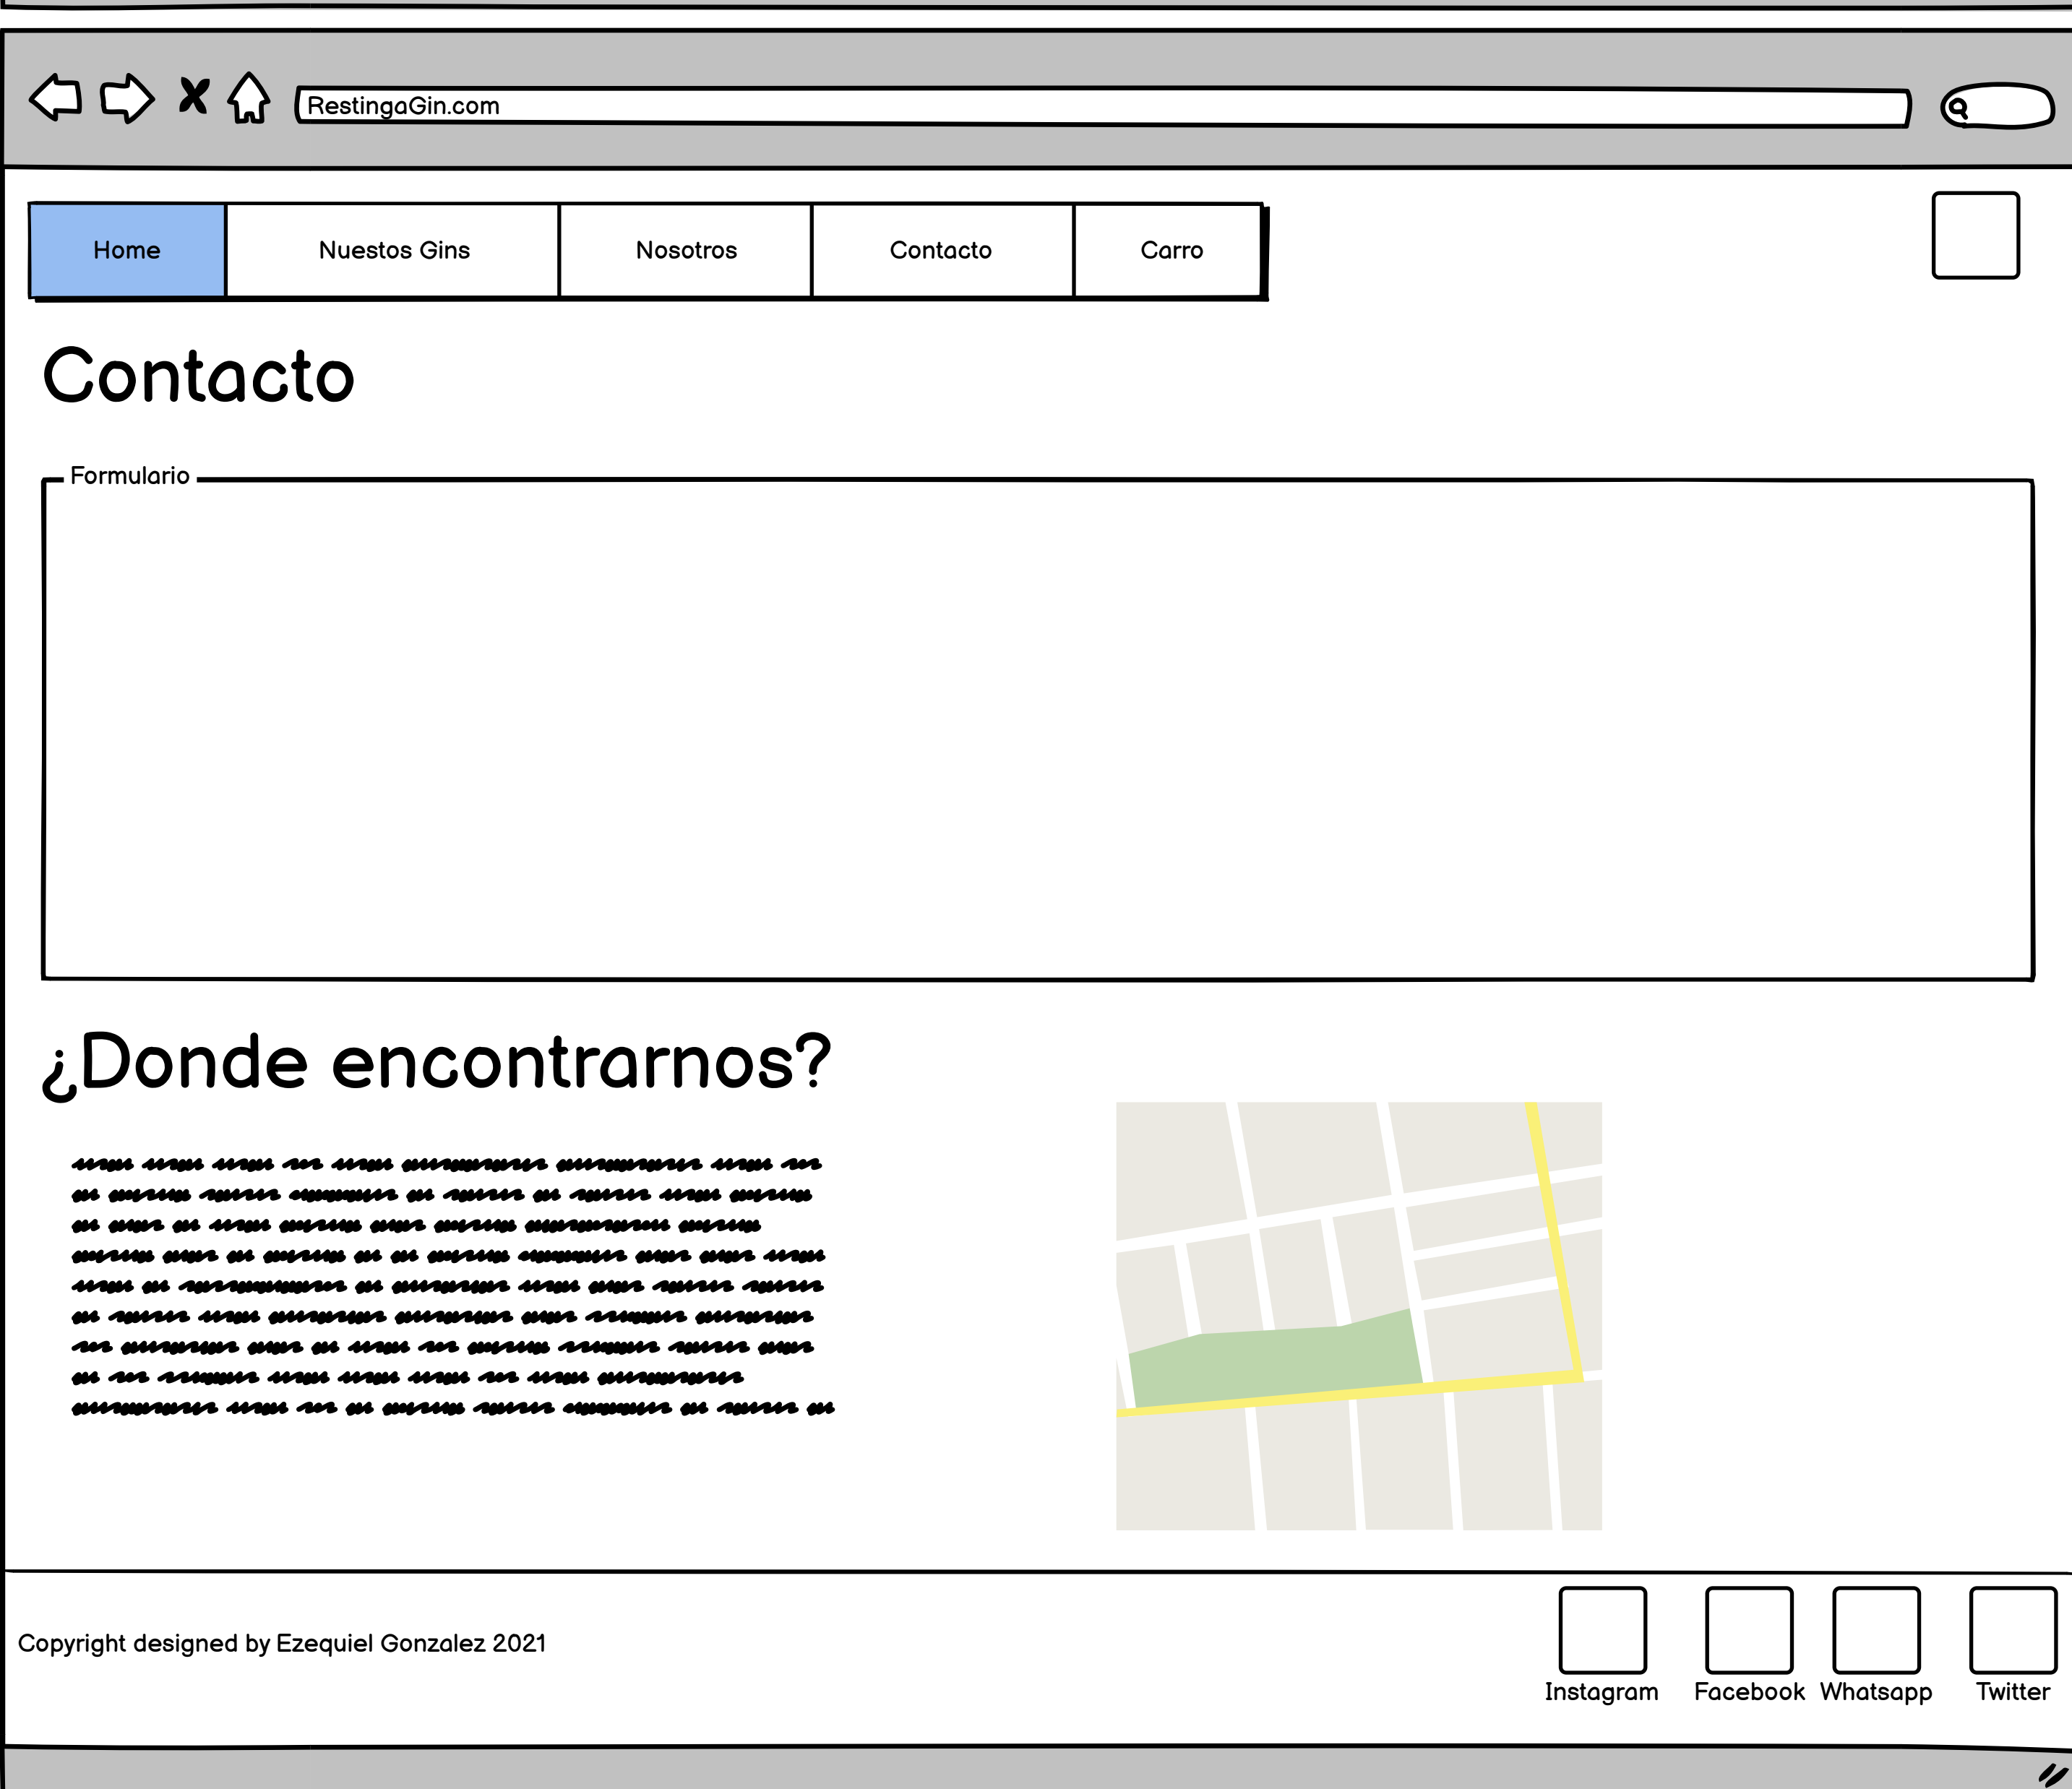 RestingaGin.com
Home Nuestos Gins Nosotros Contacto Carro
Contacto
Formulario
¿Donde encontrarnos?
Copyright designed by Ezequiel Gonzalez 2021
Instagram Facebook Whatsapp Twitter